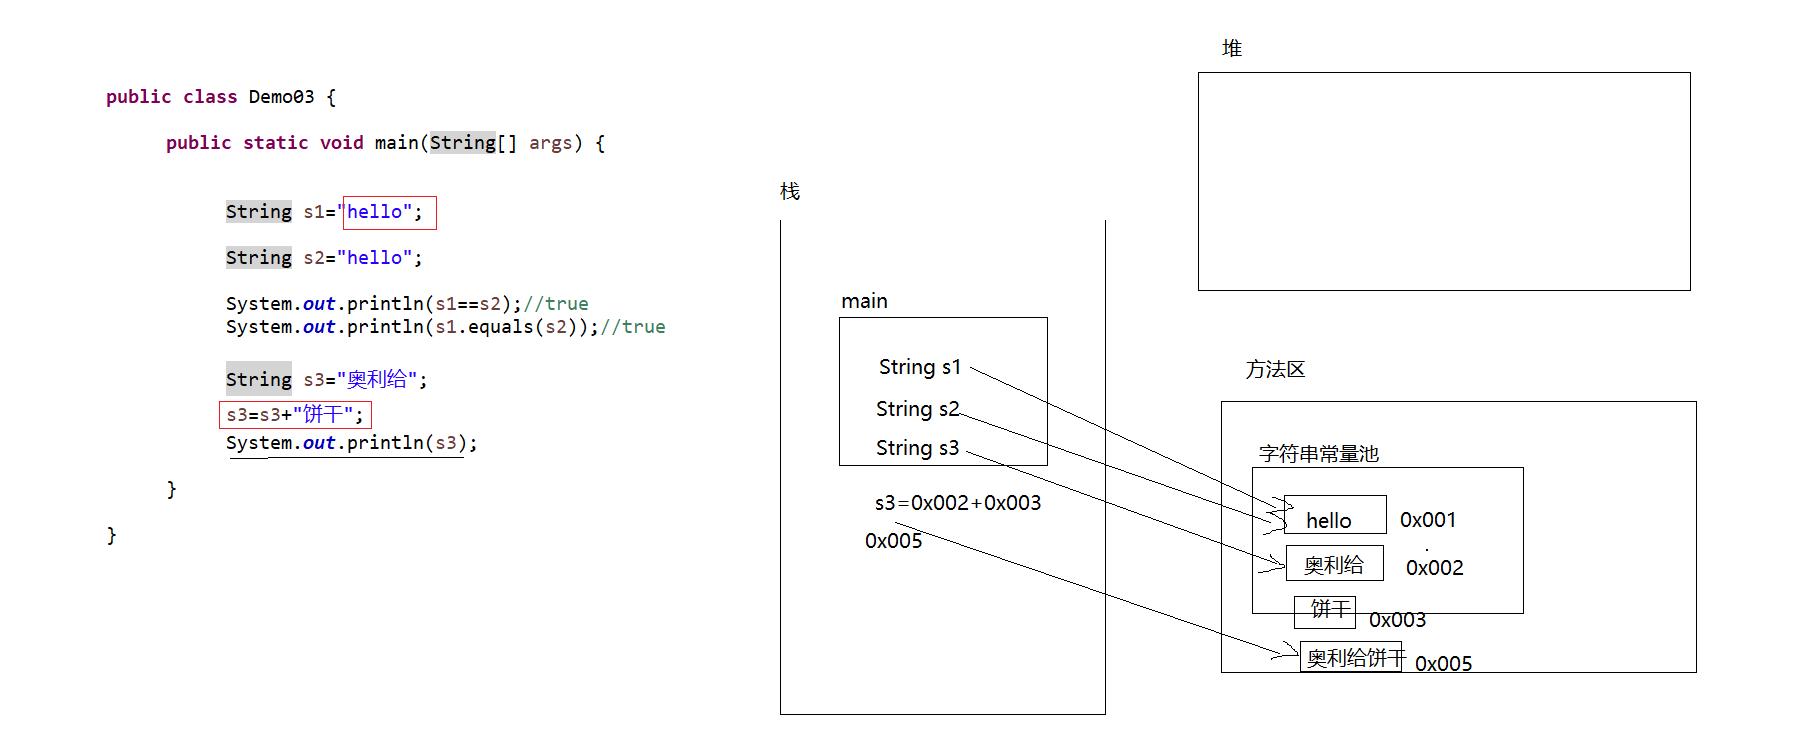 public class Demo03 {
public static void main(String[] args) {
String s1="hello";
String s2="hello";
System.out.println(s1==s2);//true
System.out.println(s1.equals(s2));//true
String s3="奥利给";
s3=s3+"饼干";
System.out.println(s3);
}
}
栈
main
String s1
String s2
String s3
s3=0x002+0x003
0x005
堆
方法区
字符串常量池
hello 0x001
奥利给 0x002
饼干 0x003
奥利给饼干 0x005